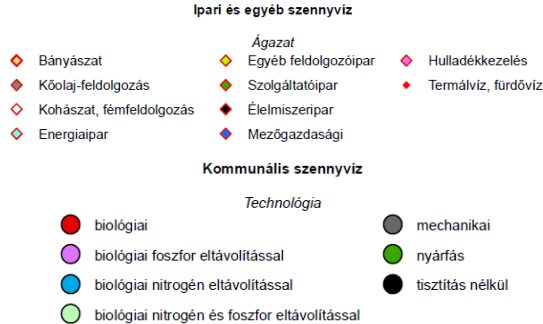 Ipari és egyéb szennyvíz
Ágazat
Bányászat
Kőolaj-feldolgozás
Kohászat, fémfeldolgozás
Energiaipar
Egyéb feldolgozóipar
Szolgáltatóipar
Élelmiszeripar
Mezőgazdasági
Hulladékkezelés
Termálvíz, fürdővíz
Kommunális szennyvíz
Technológia
biológiai
biológiai foszfor eltávolítással
biológiai nitrogén eltávolítással
biológiai nitrogén és foszfor eltávolítással
mechanikai
nyárfás
tisztítás nélkül